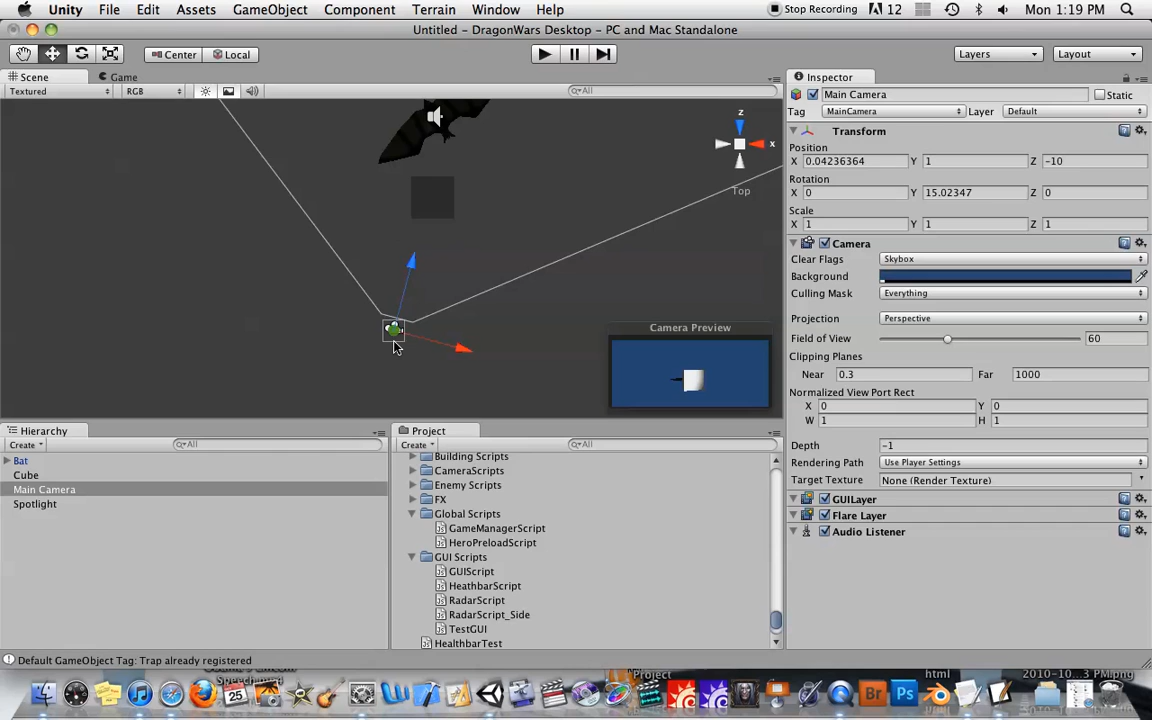 Unity File Edit Assets GameObject Component Terrain Window Help Stop Recording 12 Mon 1:19 PM
Untitled - DragonWars Desktop - PC and Mac Standalone
Center Local Layers Layout
Scene Game
Textured RGB All
z
x
Top
Camera Preview
Inspector
Main Camera Static
Tag MainCamera Layer Default
Transform
Position
X 0.04236364 Y 1 Z -10
Rotation
X 0 Y 15.02347 Z 0
Scale
X 1 Y 1 Z 1
Camera
Clear Flags Skybox
Background
Culling Mask Everything
Projection Perspective
Field of View 60
Clipping Planes
Near 0.3 Far 1000
Normalized View Port Rect
X 0 Y 0
W 1 H 1
Depth -1
Rendering Path Use Player Settings
Target Texture None (Render Texture)
GUILayer
Flare Layer
Audio Listener
Hierarchy
Create All
Bat
Cube
Main Camera
Spotlight
Project
Create All
Building Scripts
CameraScripts
Enemy Scripts
FX
Global Scripts
GameManagerScript
HeroPreloadScript
GUI Scripts
GUIScript
HeathbarScript
RadarScript
RadarScript_Side
TestGUI
HealthbarTest
Default GameObject Tag: Trap already registered
Project html 2010-10...3 PM.png
25 Br Ps